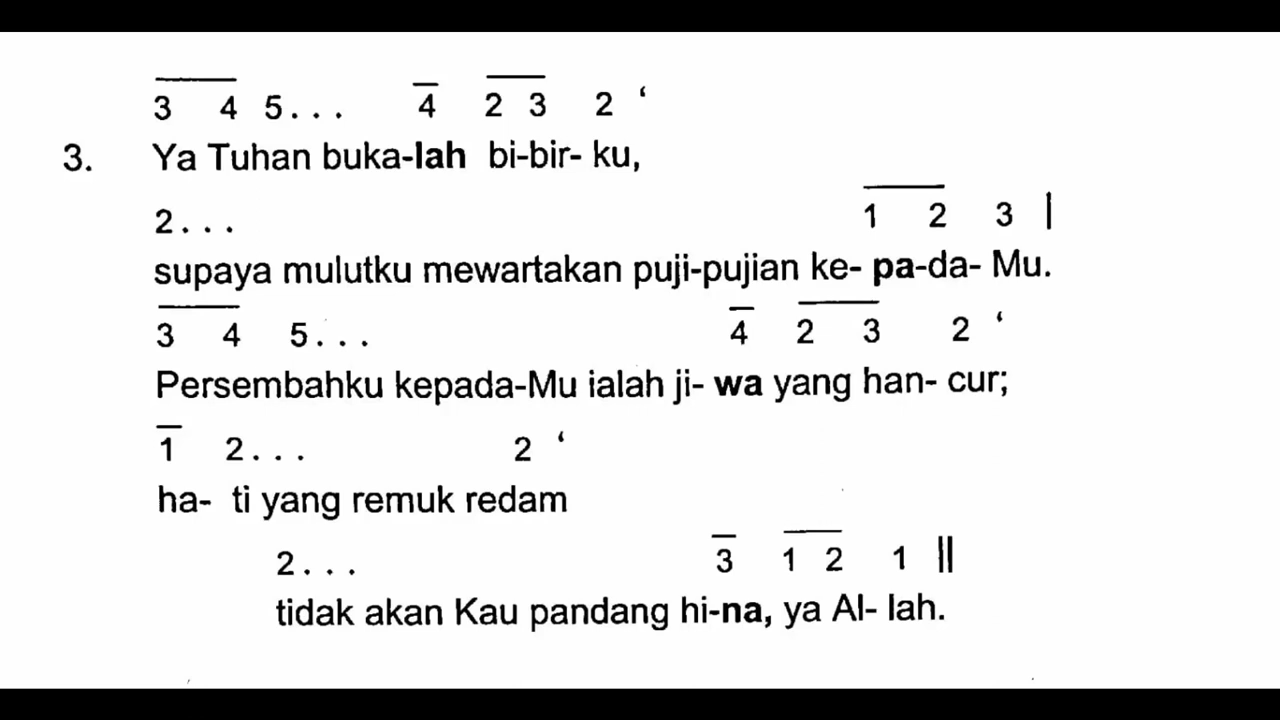 3 4 5... 4 2 3 2 ‘
3. Ya Tuhan buka-lah bi-bir- ku,
2... 1 2 3 |
supaya mulutku mewartakan puji-pujian ke- pa-da- Mu.
3 4 5... 4 2 3 2 ‘
Persembahku kepada-Mu ialah ji- wa yang han- cur;
1 2... 2 ‘
ha- ti yang remuk redam
2... 3 1 2 1 ||
tidak akan Kau pandang hi-na, ya Al- lah.